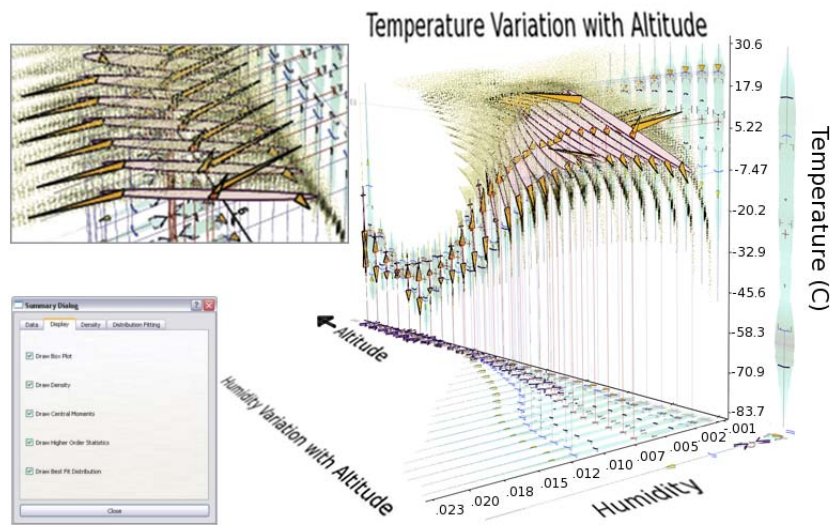 Temperature Variation with Altitude
30.6
17.9
5.22
-7.47
-20.2
-32.9
-45.6
-58.3
-70.9
-83.7
Temperature (C)
Altitude
Humidity Variation with Altitude
-.001
.002
.005
.007
.010
.012
.015
.018
.020
.023
Humidity
Summary Dialog
Data Display Density Distribution Fitting
Draw Box Plot
Draw Density
Draw Central Moments
Draw Higher Order Statistics
Draw Best Fit Distribution
Close